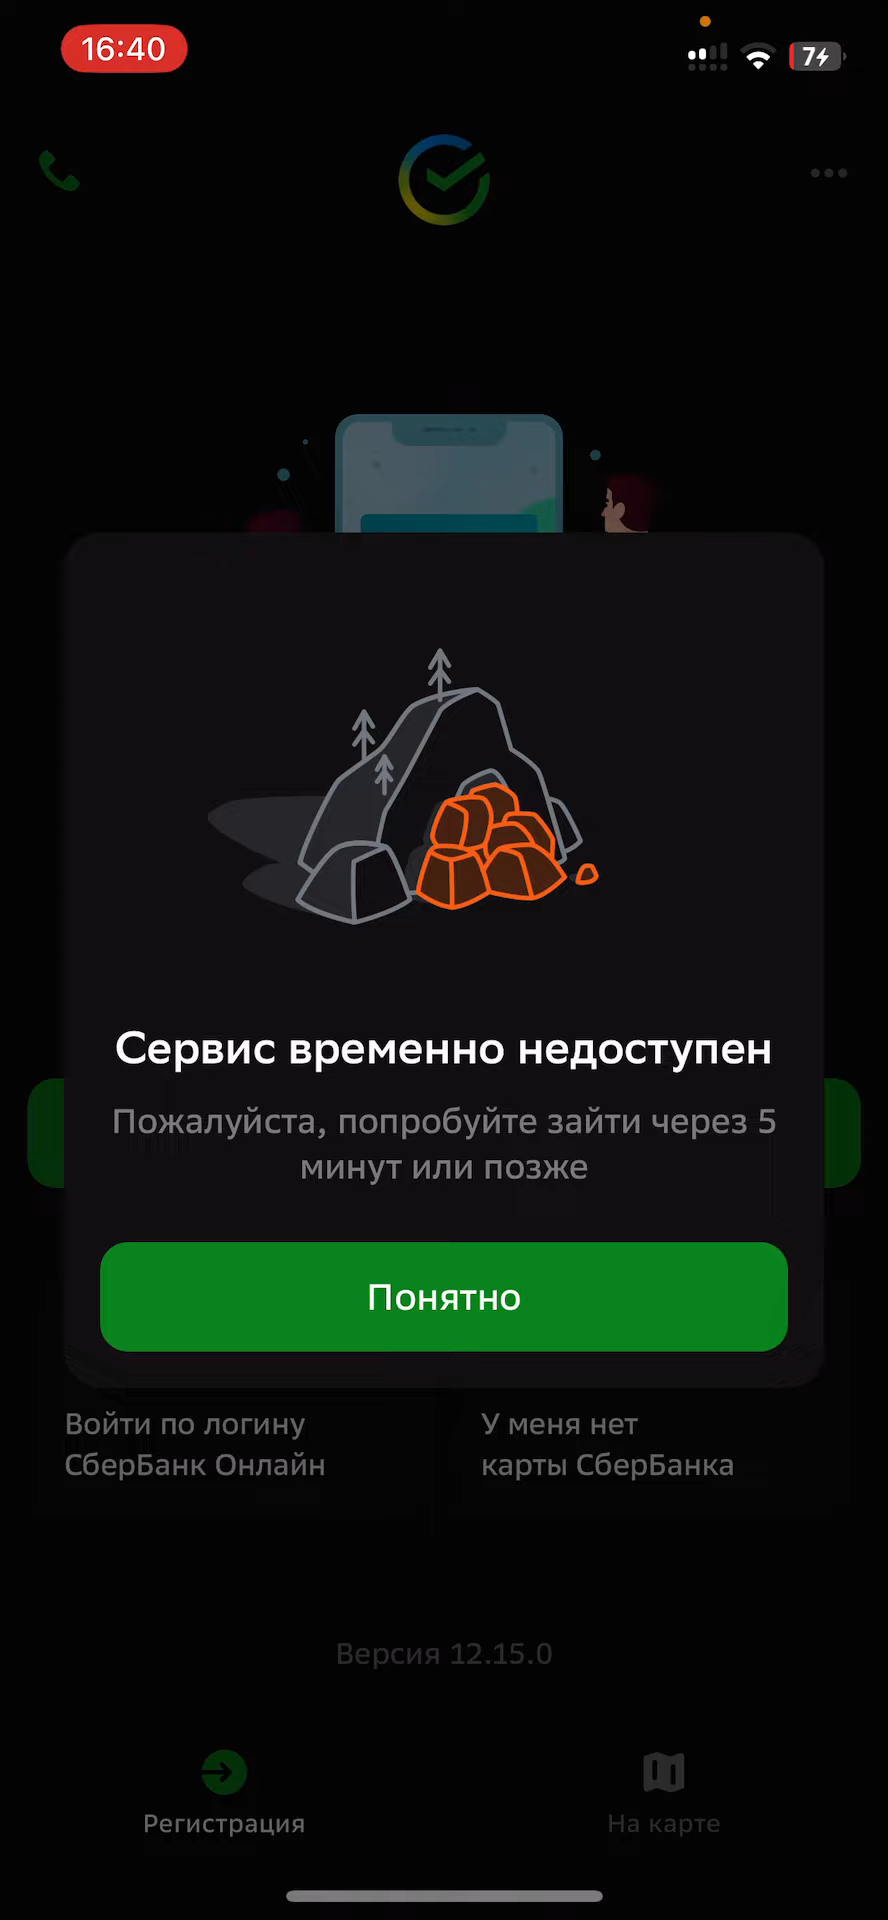 16:40
7
Сервис временно недоступен
Пожалуйста, попробуйте зайти через 5
минут или позже
Понятно
Войти по логину
СберБанк Онлайн
У меня нет
карты СберБанка
Версия 12.15.0
Регистрация
На карте